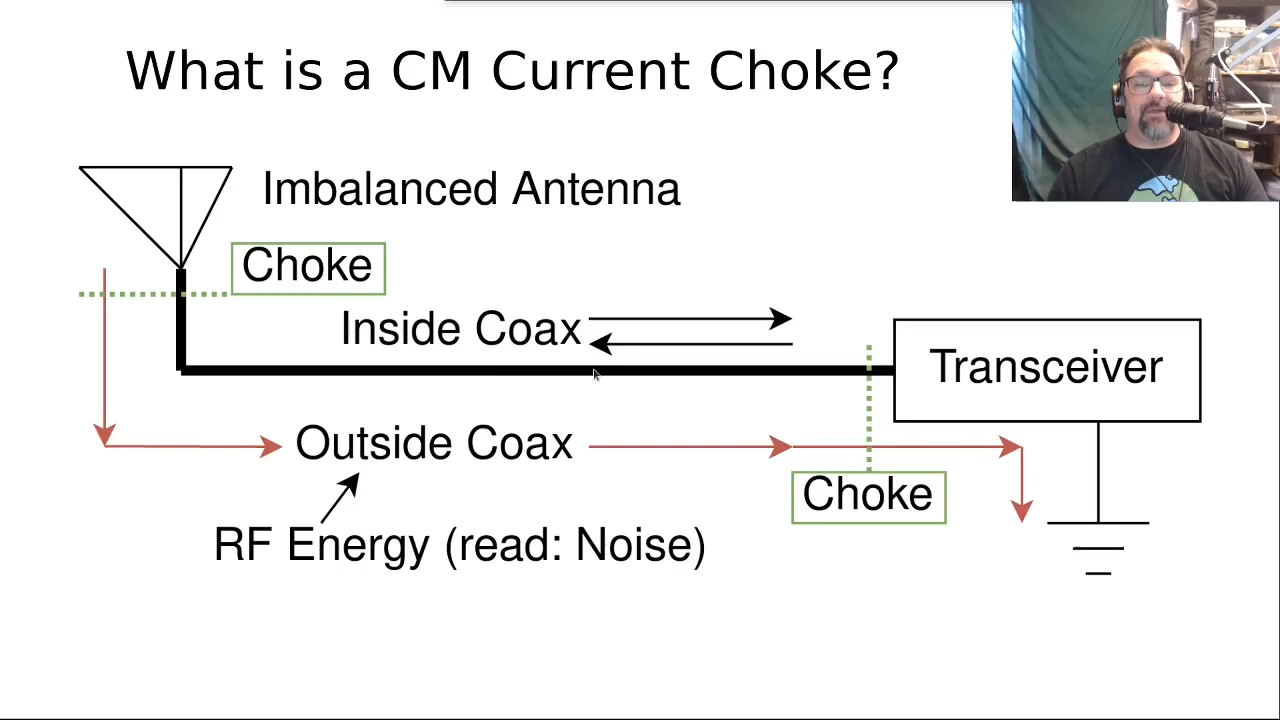 What is a CM Current Choke?
Imbalanced Antenna
Choke
Inside Coax
Transceiver
Outside Coax
Choke
RF Energy (read: Noise)